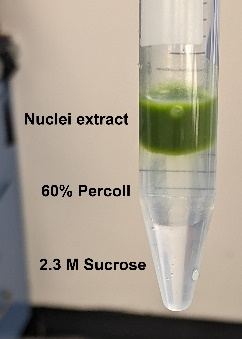 Nuclei extract
60% Percoll
2.3 M Sucrose